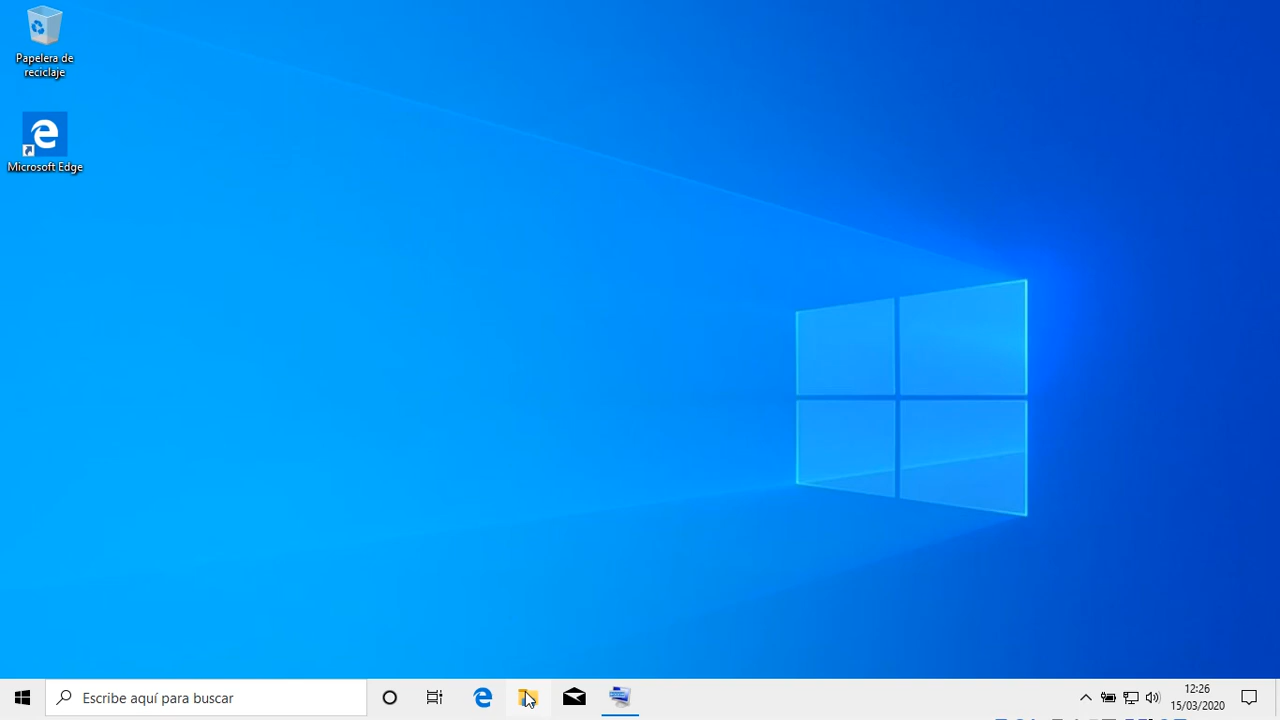 Papelera de
reciclaje
Microsoft Edge
Escribe aquí para buscar
12:26
15/03/2020